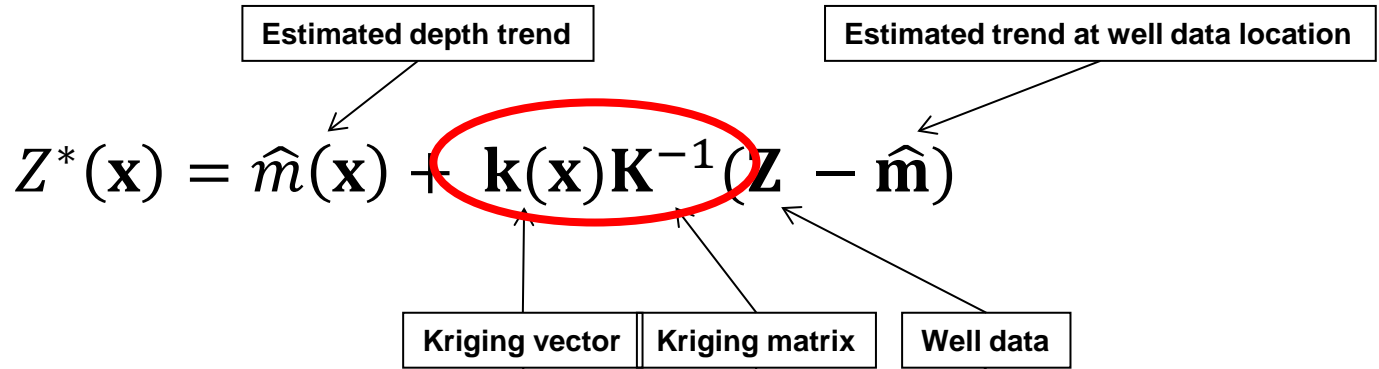 Estimated depth trend
Estimated trend at well data location
𝑍*(𝐱) = 𝑚̂(𝐱) + 𝐤(𝐱)𝐊⁻¹(𝐙 − 𝐦̂)
Kriging vector
Kriging matrix
Well data